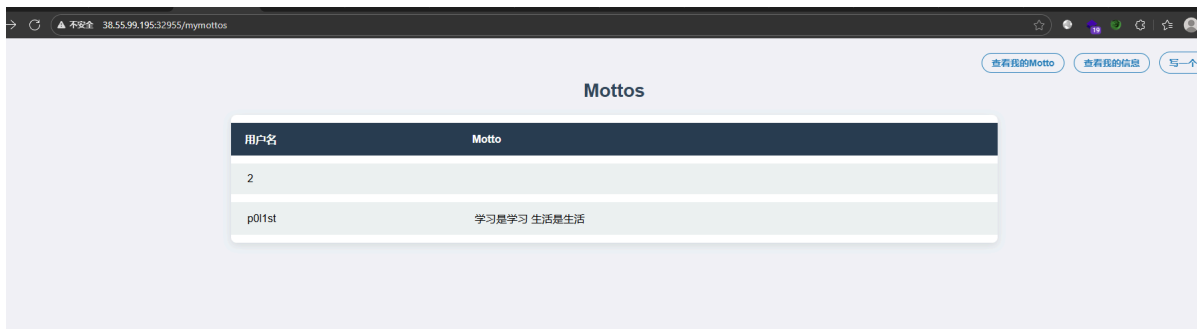 不安全 38.55.99.195:32955/mymottos
19
查看我的Motto 查看我的信息 写一个
Mottos
用户名 Motto
2
p0l1st 学习是学习 生活是生活